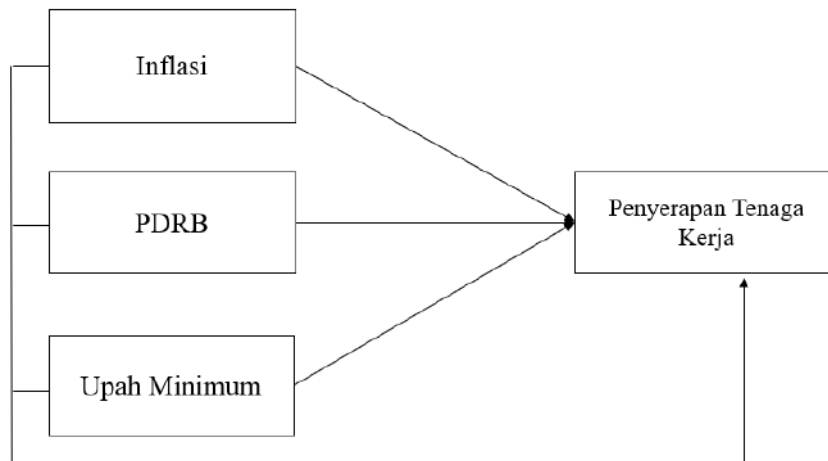 Inflasi
PDRB
Penyerapan Tenaga
Kerja
Upah Minimum